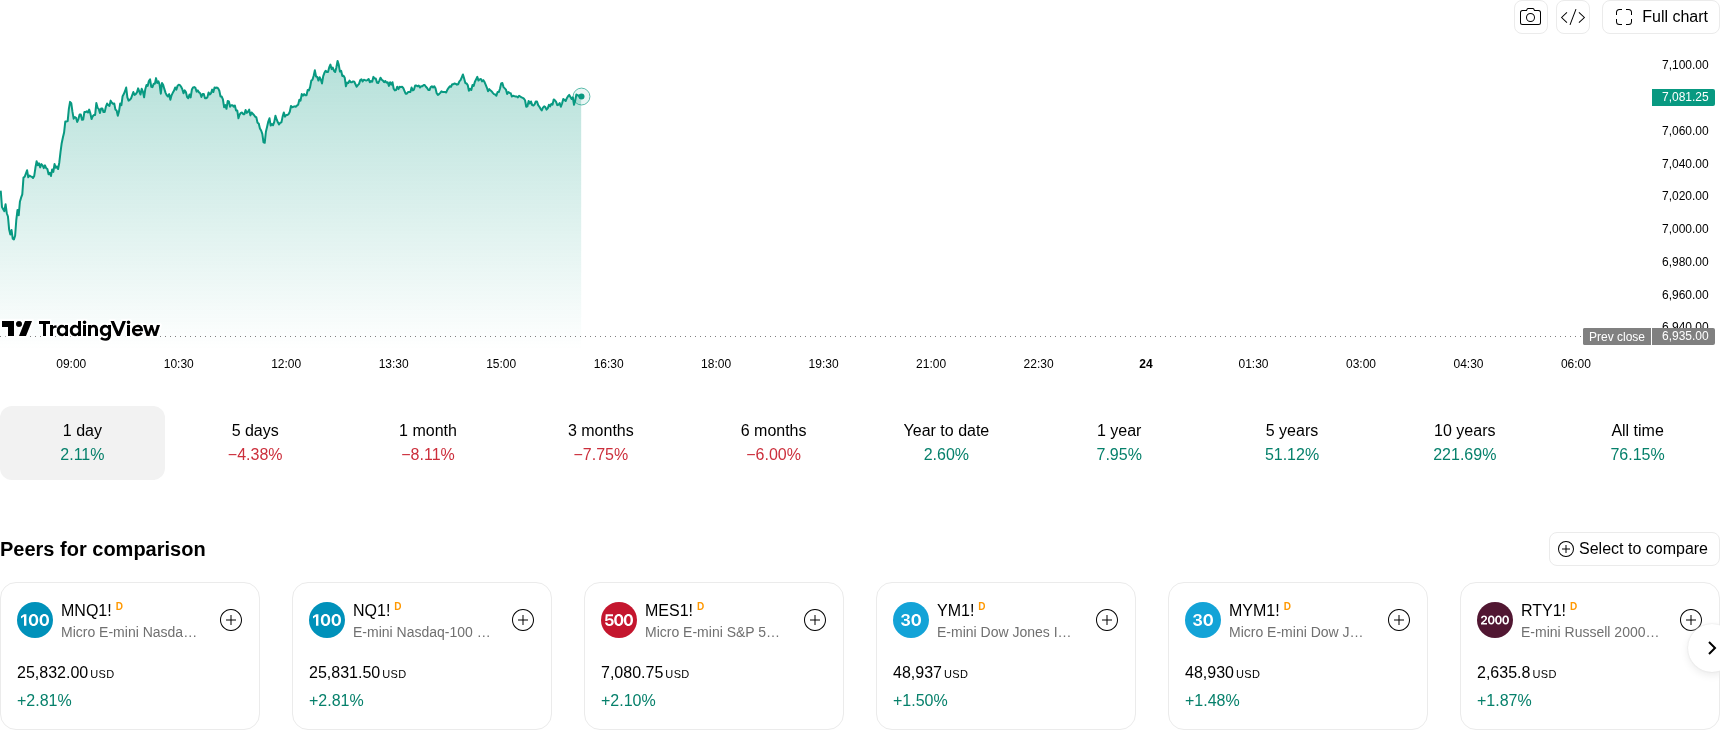 Full chart
7,100.00
7,081.25
7,060.00
7,040.00
7,020.00
7,000.00
6,980.00
6,960.00
6,940.00
Prev close 6,935.00
TradingView
09:00 10:30 12:00 13:30 15:00 16:30 18:00 19:30 21:00 22:30 24 01:30 03:00 04:30 06:00
1 day 5 days 1 month 3 months 6 months Year to date 1 year 5 years 10 years All time
2.11% −4.38% −8.11% −7.75% −6.00% 2.60% 7.95% 51.12% 221.69% 76.15%
Peers for comparison
Select to compare
100 MNQ1! D
Micro E-mini Nasda…
25,832.00 USD
+2.81%
100 NQ1! D
E-mini Nasdaq-100 …
25,831.50 USD
+2.81%
500 MES1! D
Micro E-mini S&P 5…
7,080.75 USD
+2.10%
30 YM1! D
E-mini Dow Jones I…
48,937 USD
+1.50%
30 MYM1! D
Micro E-mini Dow J…
48,930 USD
+1.48%
2000 RTY1! D
E-mini Russell 2000…
2,635.8 USD
+1.87%